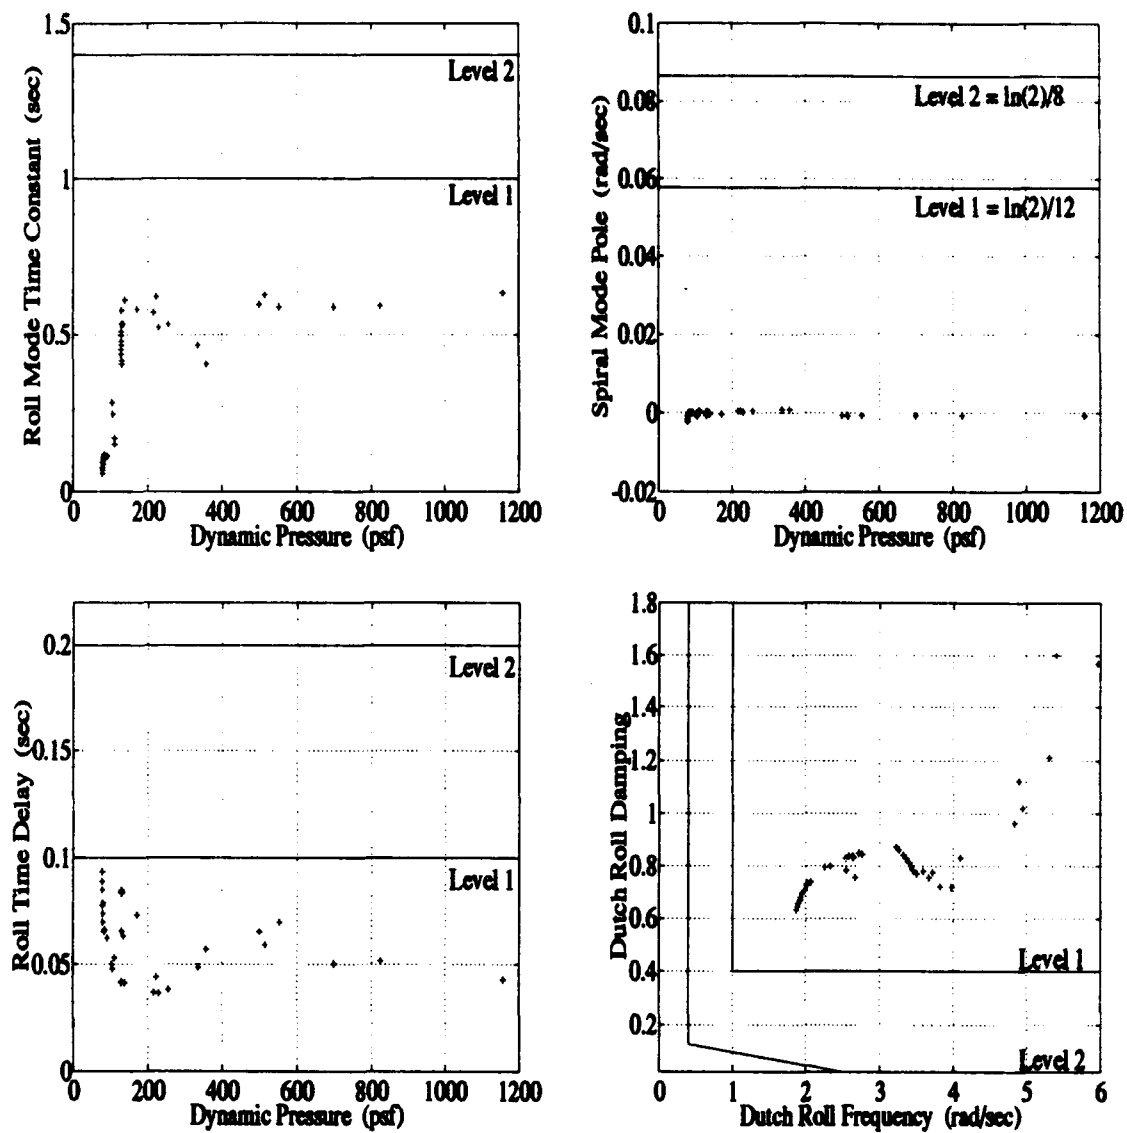 1.5
Level 2
1
Level 1
0.5
0
0 200 400 600 800 1000 1200
Dynamic Pressure (psf)
Roll Mode Time Constant (sec)
0.1
Level 2 = ln(2)/8
0.08
0.06
Level 1 = ln(2)/12
0.04
0.02
0
-0.02
0 200 400 600 800 1000 1200
Dynamic Pressure (psf)
Spiral Mode Pole (rad/sec)
0.2
Level 2
0.15
0.1
Level 1
0.05
0
0 200 400 600 800 1000 1200
Dynamic Pressure (psf)
Roll Time Delay (sec)
1.8
1.6
1.4
1.2
1
0.8
0.6
Level 1
0.4
0.2
Level 2
0 1 2 3 4 5 6
Dutch Roll Frequency (rad/sec)
Dutch Roll Damping